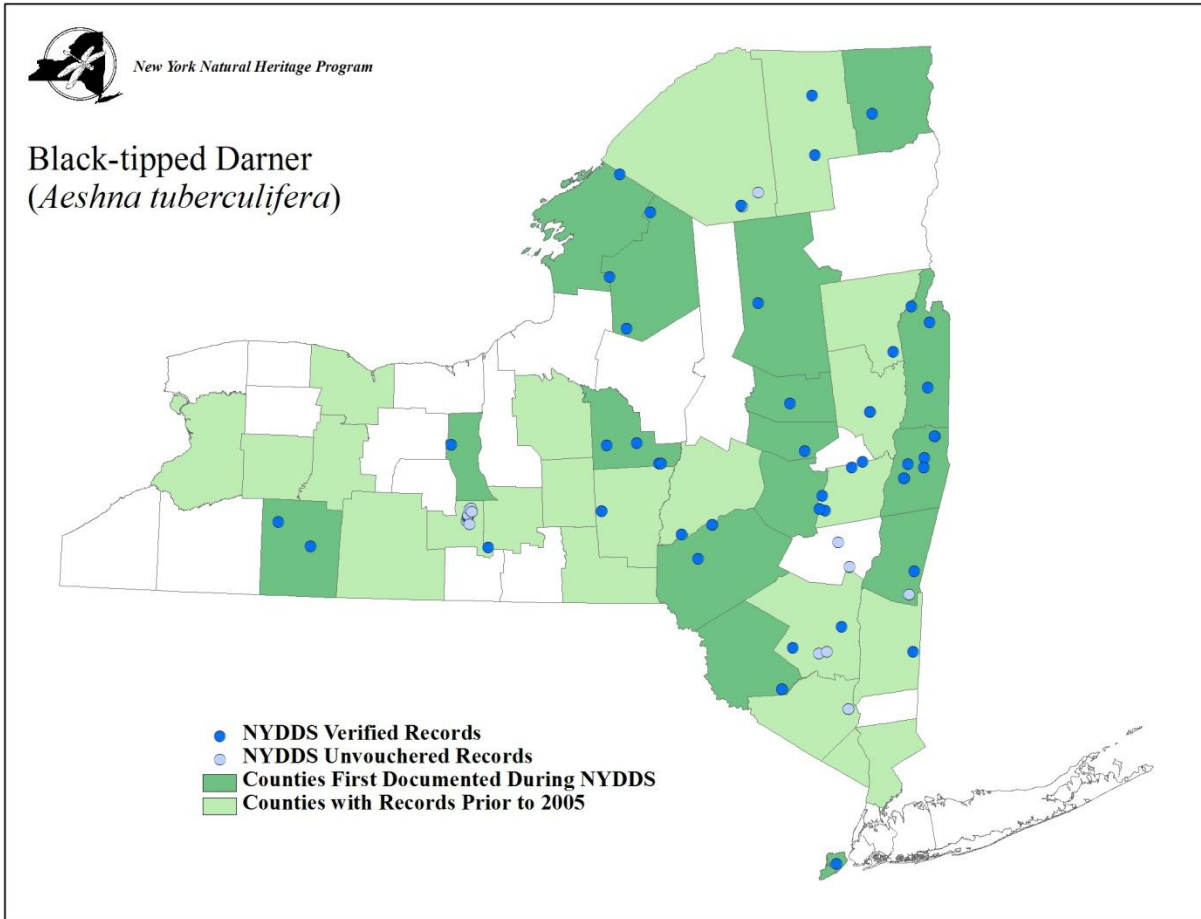 New York Natural Heritage Program
Black-tipped Darner
(Aeshna tuberculifera)
NYDDS Verified Records
NYDDS Unvouchered Records
Counties First Documented During NYDDS
Counties with Records Prior to 2005